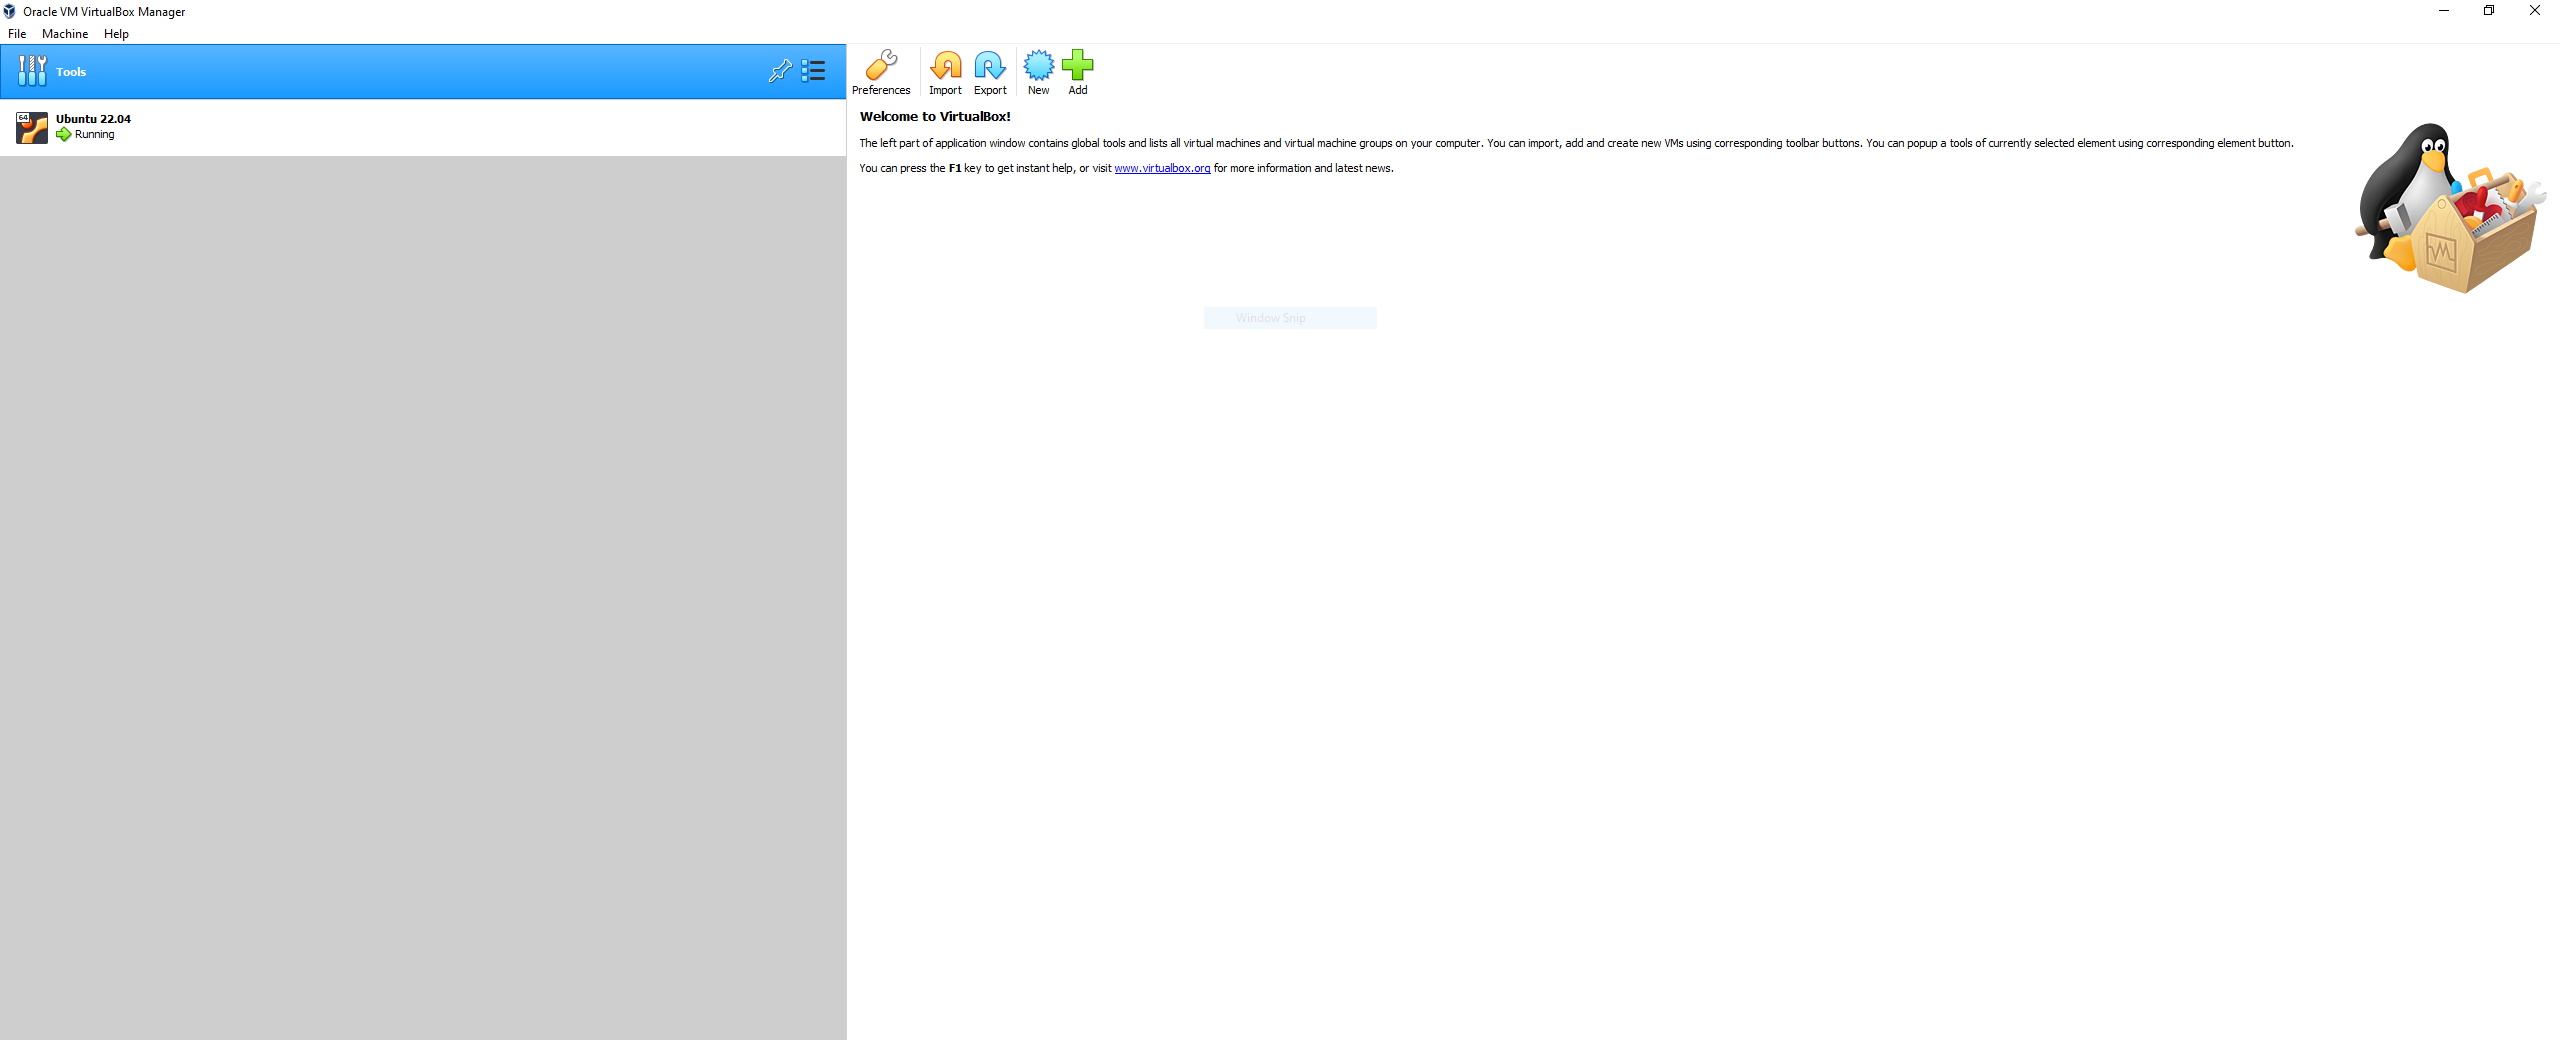 Oracle VM VirtualBox Manager
File Machine Help
Tools
Preferences Import Export New Add
64
Ubuntu 22.04
Running
Welcome to VirtualBox!
The left part of application window contains global tools and lists all virtual machines and virtual machine groups on your computer. You can import, add and create new VMs using corresponding toolbar buttons. You can popup a tools of currently selected element using corresponding element button.
You can press the F1 key to get instant help, or visit www.virtualbox.org for more information and latest news.
Window Snip